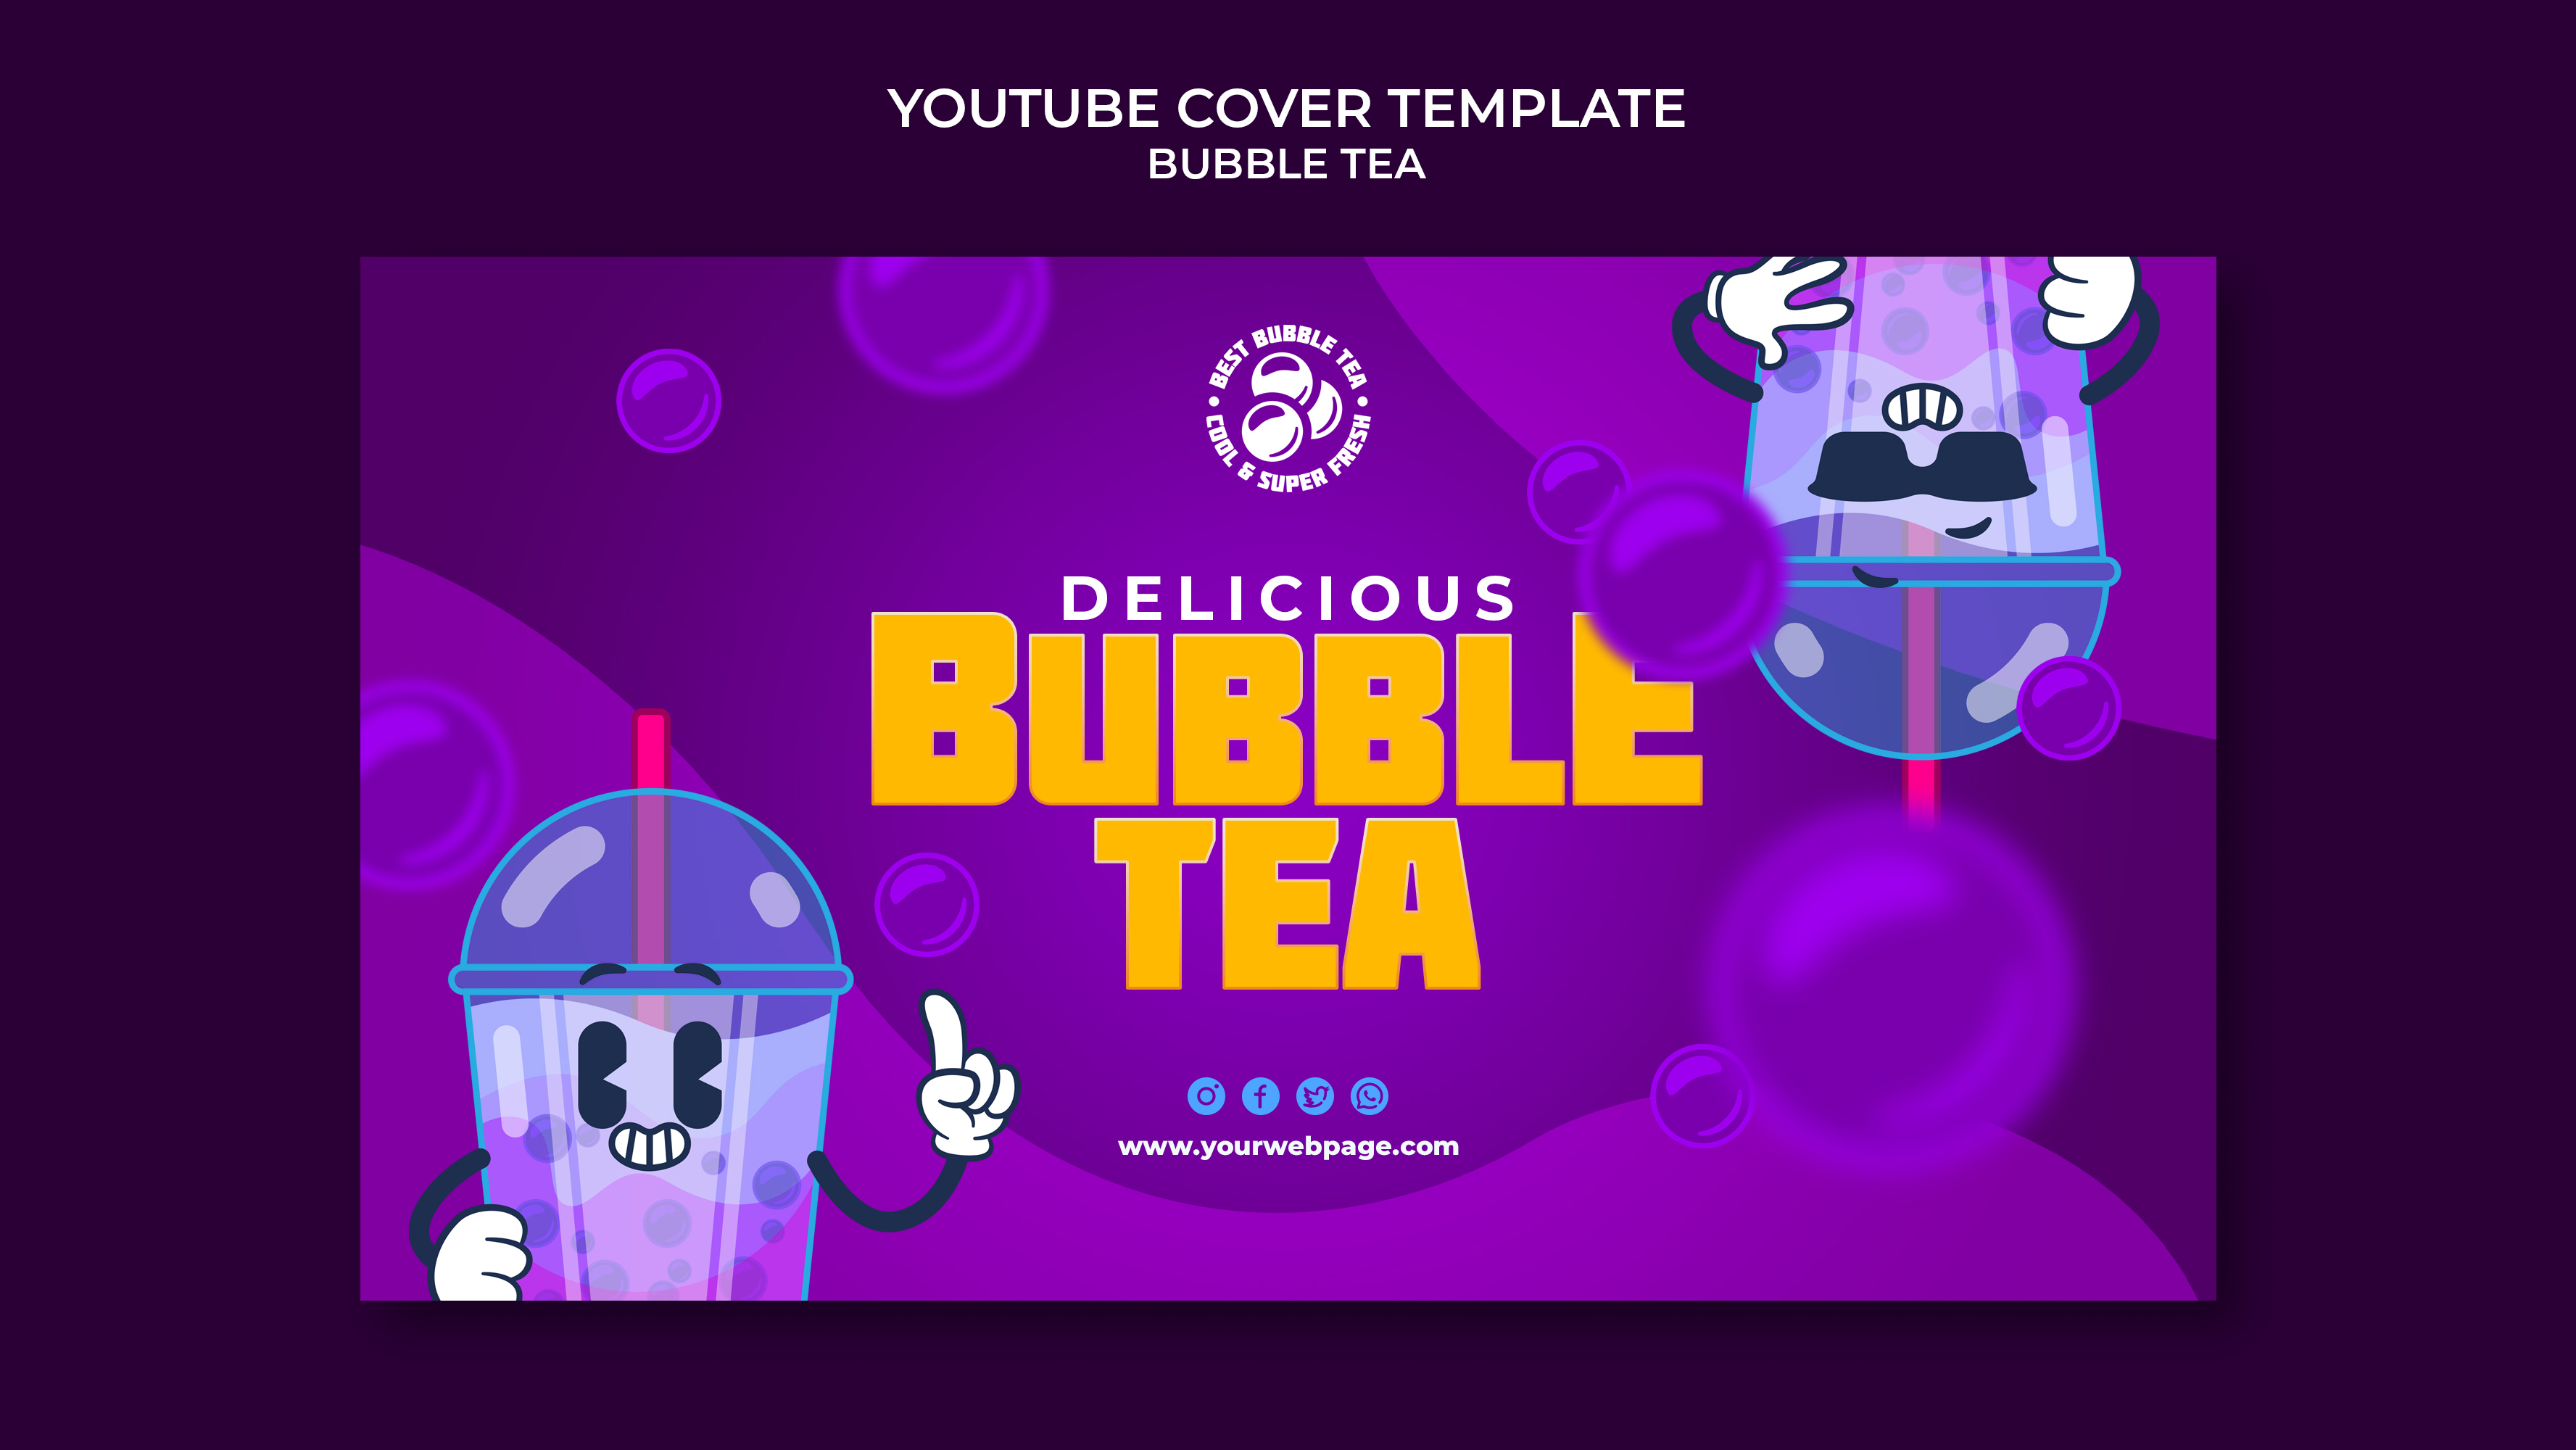 YOUTUBE COVER TEMPLATE
BUBBLE TEA
BEST BUBBLE TEA
COOL & SUPER FRESH
DELICIOUS
BUBBLE
TEA
www.yourwebpage.com